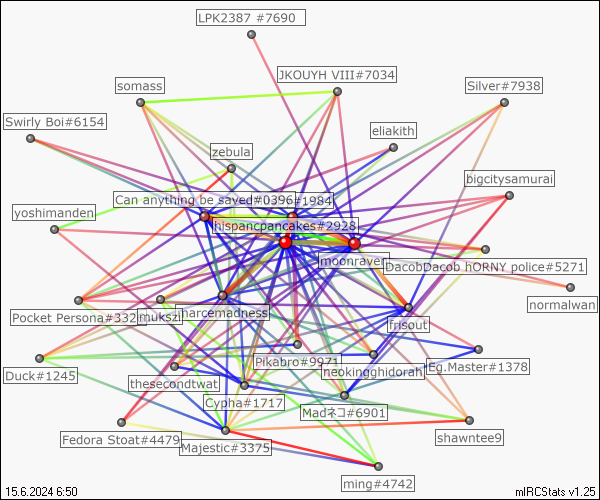 LPK2387 #7690
JKOUYH VIII#7034
somass
Silver#7938
Swirly Boi#6154
eliakith
zebula
bigcitysamurai
Can anything be saved#0396
#1984
yoshimanden
hispancpancakes#2928
moonraven
DacobDacob hORNY police#5271
normalwan
Pocket Persona#332
mukszi
marcemadness
frisout
Pikabro#9971
neokingghidorah
Eg.Master#1378
Duck#1245
thesecondtwat
Cypha#1717
Madネコ#6901
Fedora Stoat#4479
Majestic#3375
shawntee9
ming#4742
15.6.2024 6:50
mIRCStats v1.25